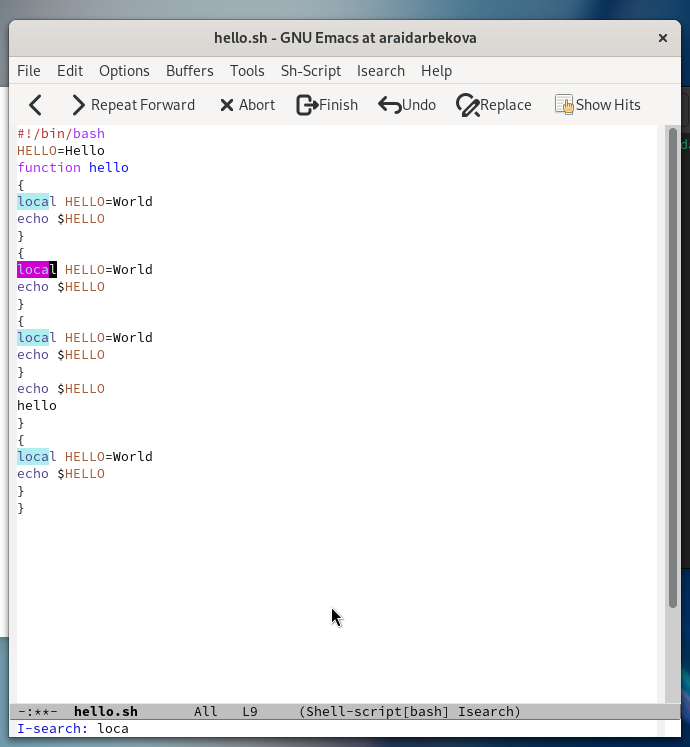 hello.sh - GNU Emacs at araidarbekova ×
File Edit Options Buffers Tools Sh-Script Isearch Help
Repeat Forward Abort Finish Undo Replace Show Hits
#!/bin/bash
HELLO=Hello
function hello
{
local HELLO=World
echo $HELLO
}
{
local HELLO=World
echo $HELLO
}
{
local HELLO=World
echo $HELLO
}
echo $HELLO
hello
}
{
local HELLO=World
echo $HELLO
}
}
-:**- hello.sh All L9 (Shell-script[bash] Isearch)
I-search: loca